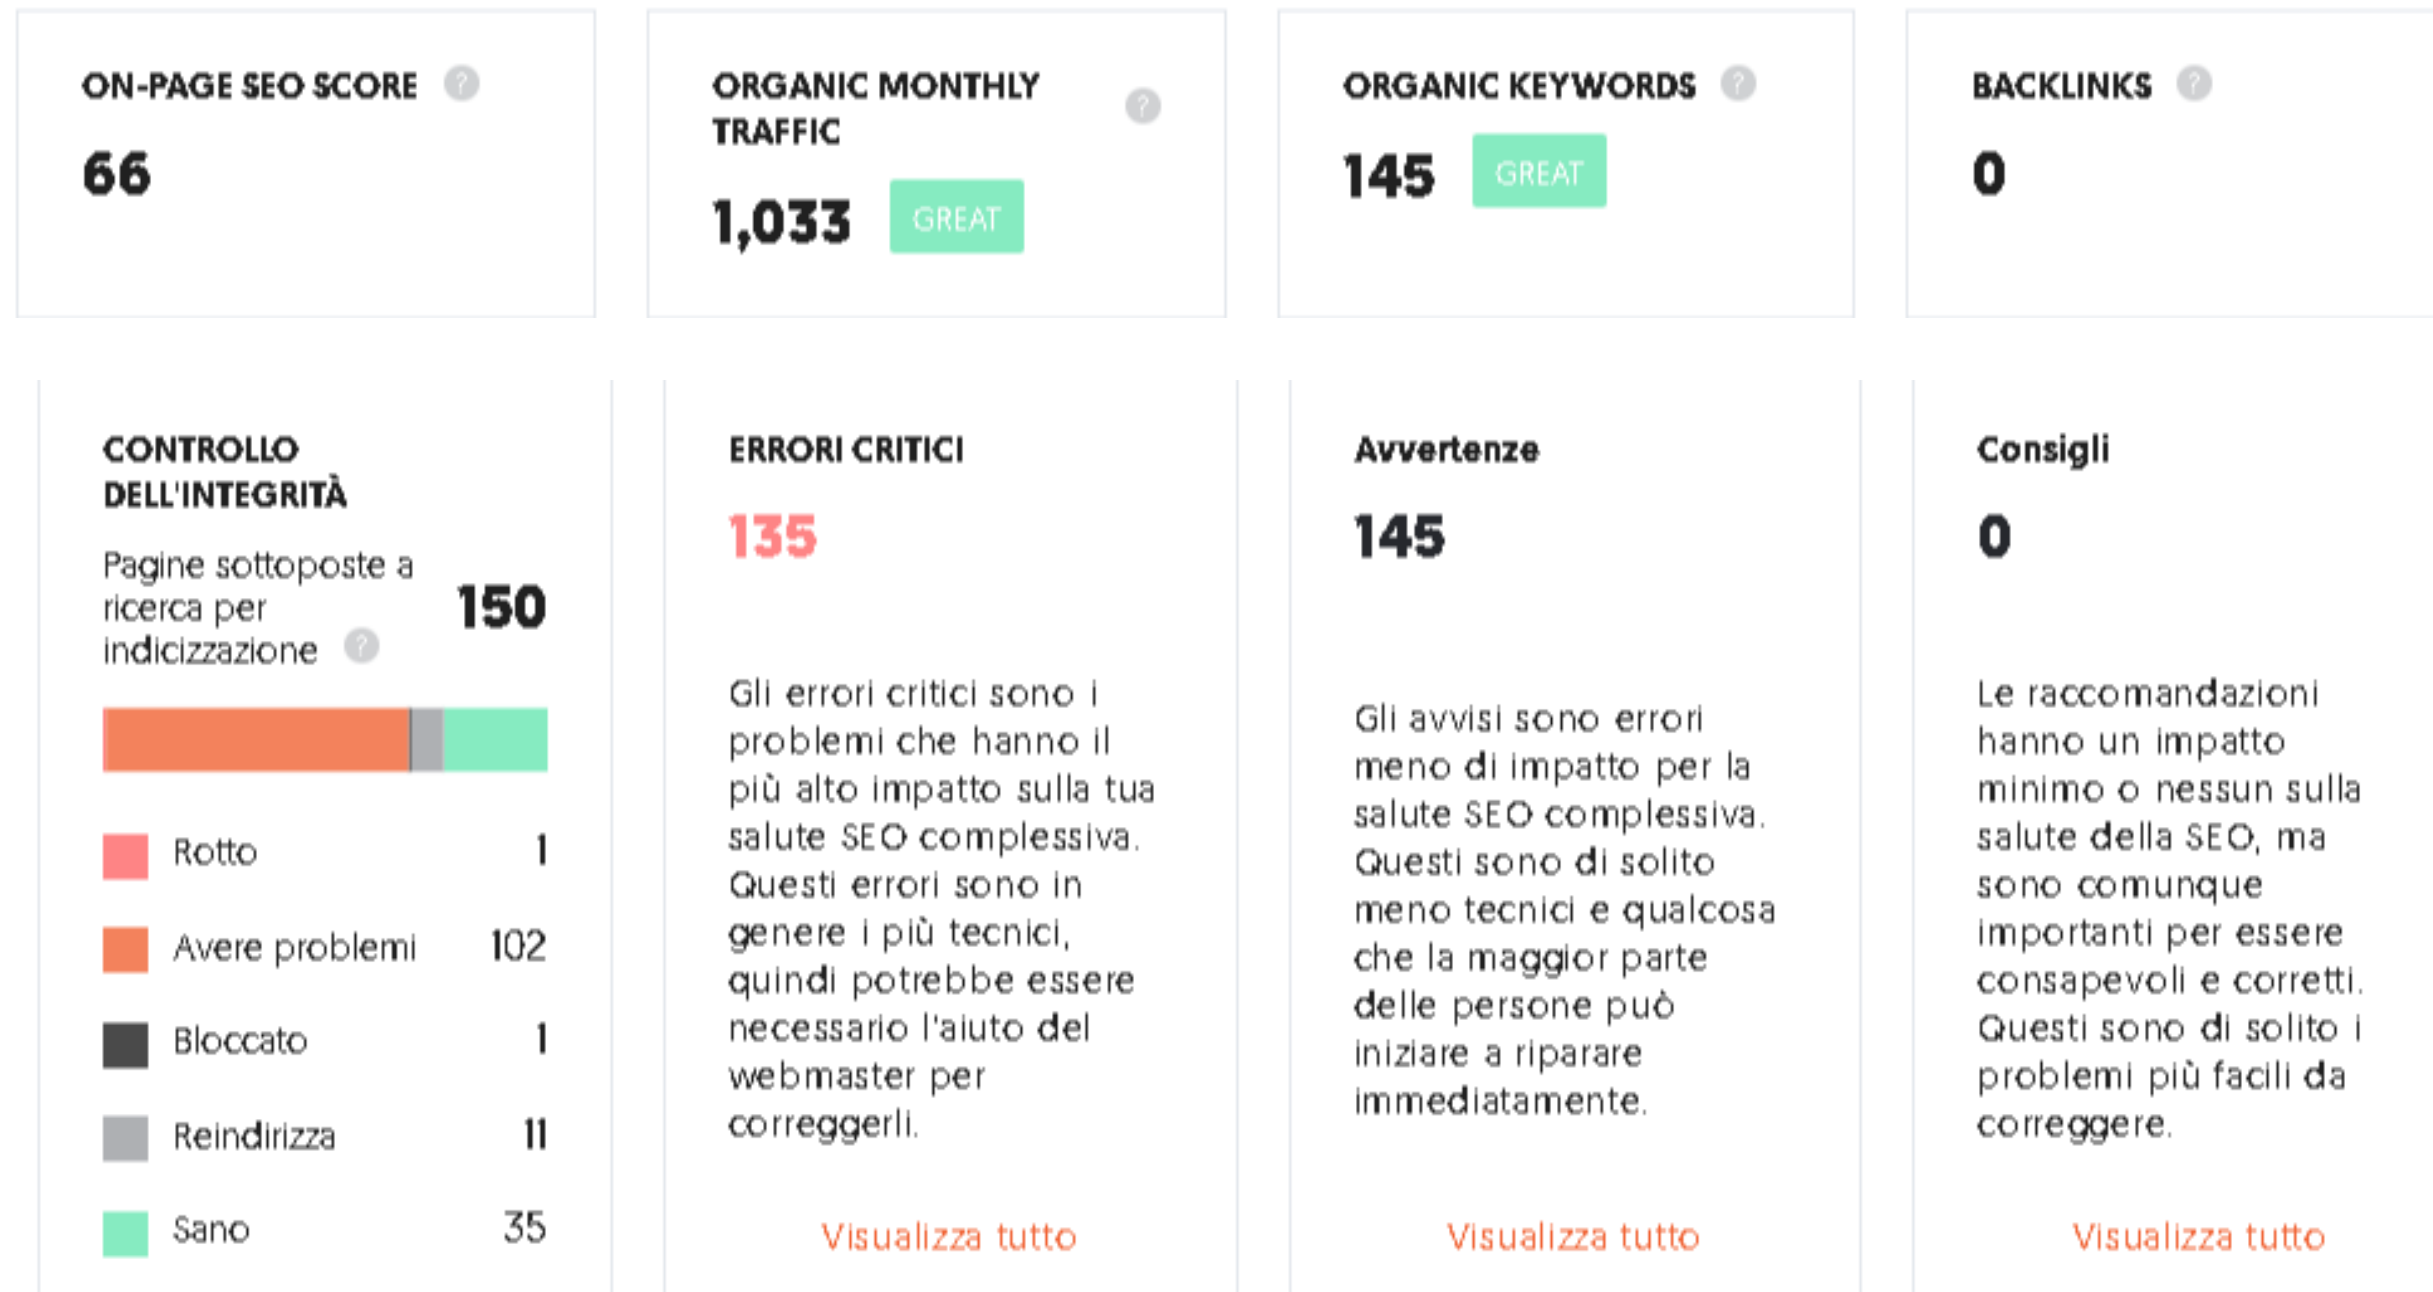 ON-PAGE SEO SCORE ?
66
ORGANIC MONTHLY
TRAFFIC ?
1,033 GREAT
ORGANIC KEYWORDS ?
145 GREAT
BACKLINKS ?
0
CONTROLLO
DELL'INTEGRITÀ
Pagine sottoposte a
ricerca per
indicizzazione ?
150
Rotto 1
Avere problemi 102
Bloccato 1
Reindirizza 11
Sano 35
ERRORI CRITICI
135
Gli errori critici sono i
problemi che hanno il
più alto impatto sulla tua
salute SEO complessiva.
Questi errori sono in
genere i più tecnici,
quindi potrebbe essere
necessario l'aiuto del
webmaster per
correggerli.
Visualizza tutto
Avvertenze
145
Gli avvisi sono errori
meno di impatto per la
salute SEO complessiva.
Questi sono di solito
meno tecnici e qualcosa
che la maggior parte
delle persone può
iniziare a riparare
immediatamente.
Visualizza tutto
Consigli
0
Le raccomandazioni
hanno un impatto
minimo o nessun sulla
salute della SEO, ma
sono comunque
importanti per essere
consapevoli e corretti.
Questi sono di solito i
problemi più facili da
correggere.
Visualizza tutto